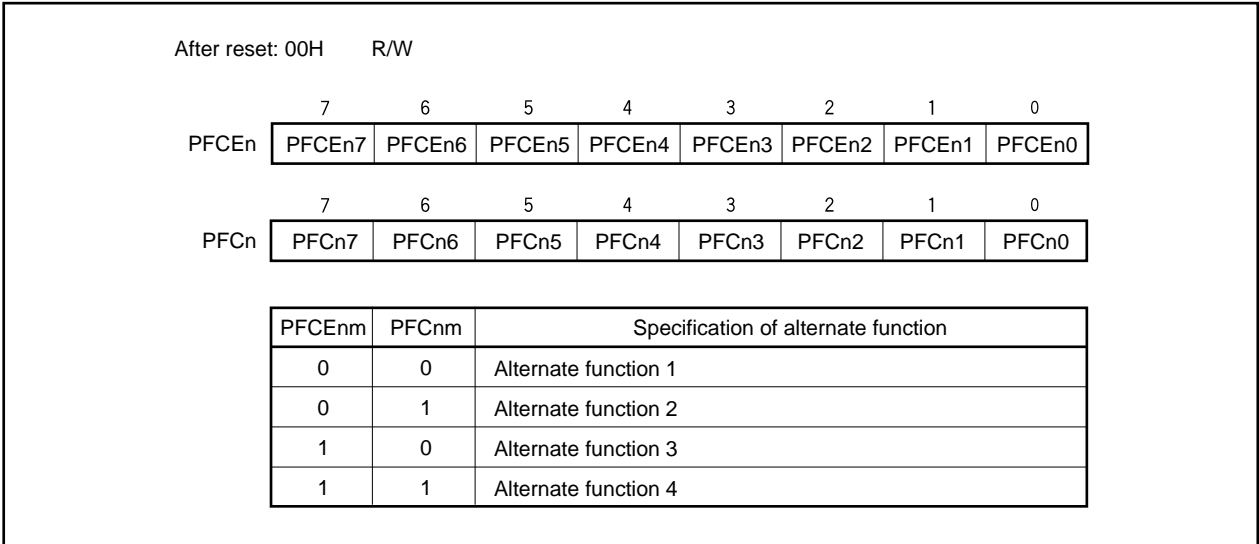 After reset: 00H R/W
7 6 5 4 3 2 1 0
PFCEn PFCEn7 PFCEn6 PFCEn5 PFCEn4 PFCEn3 PFCEn2 PFCEn1 PFCEn0
7 6 5 4 3 2 1 0
PFCn PFCn7 PFCn6 PFCn5 PFCn4 PFCn3 PFCn2 PFCn1 PFCn0
PFCEnm PFCnm Specification of alternate function
0 0 Alternate function 1
0 1 Alternate function 2
1 0 Alternate function 3
1 1 Alternate function 4